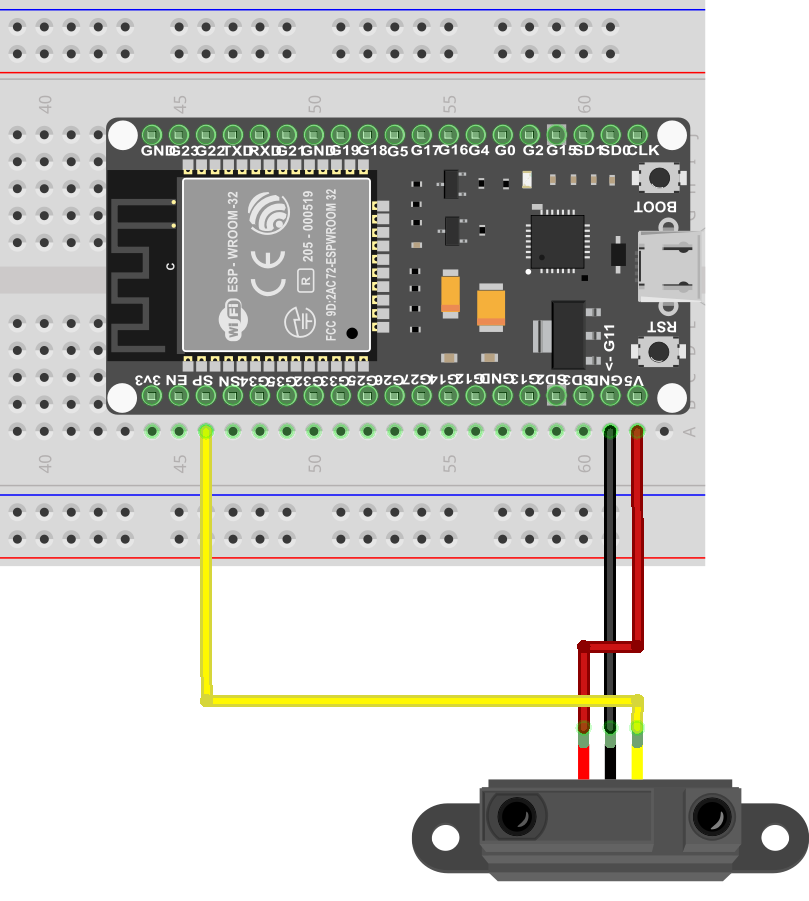 40 45 50 55 60
J
GND G23 G22 TXD RXD G21 GND G19 G18 G5 G17 G16 G4 G0 G2 G15 SD1 SD0 CLK
BOOT
WiFi
ESP - WROOM -32
CE
R
205 - 000519
FCC 9D:2AC72-ESPWROOM 32
C
RST
<- G11
3v3 EN SP SN G34 G35 G32 G33 G25 G26 G27 G14 G12 GND G13 SD2 SD3 GND V5
A
40 45 50 55 60